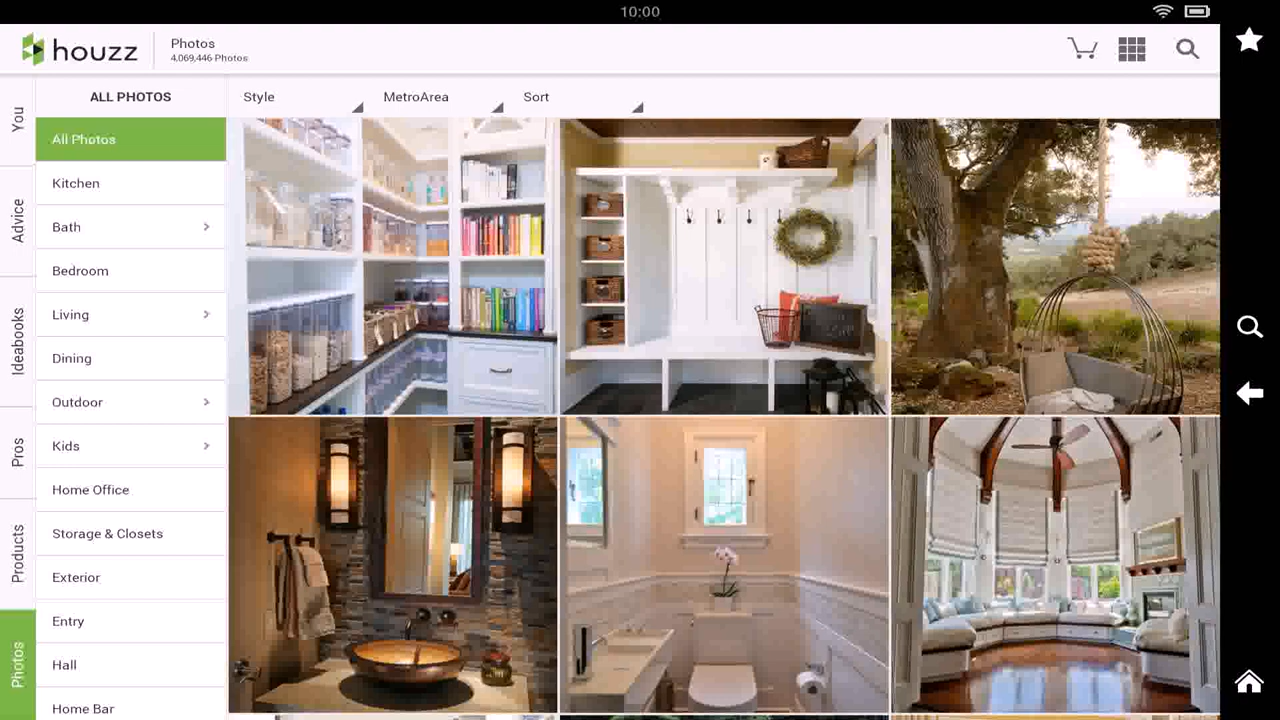 10:00
houzz
Photos
4,069,446 Photos
You
Advice
Ideabooks
Pros
Products
Photos
ALL PHOTOS
Style
MetroArea
Sort
All Photos
Kitchen
Bath
Bedroom
Living
Dining
Outdoor
Kids
Home Office
Storage & Closets
Exterior
Entry
Hall
Home Bar